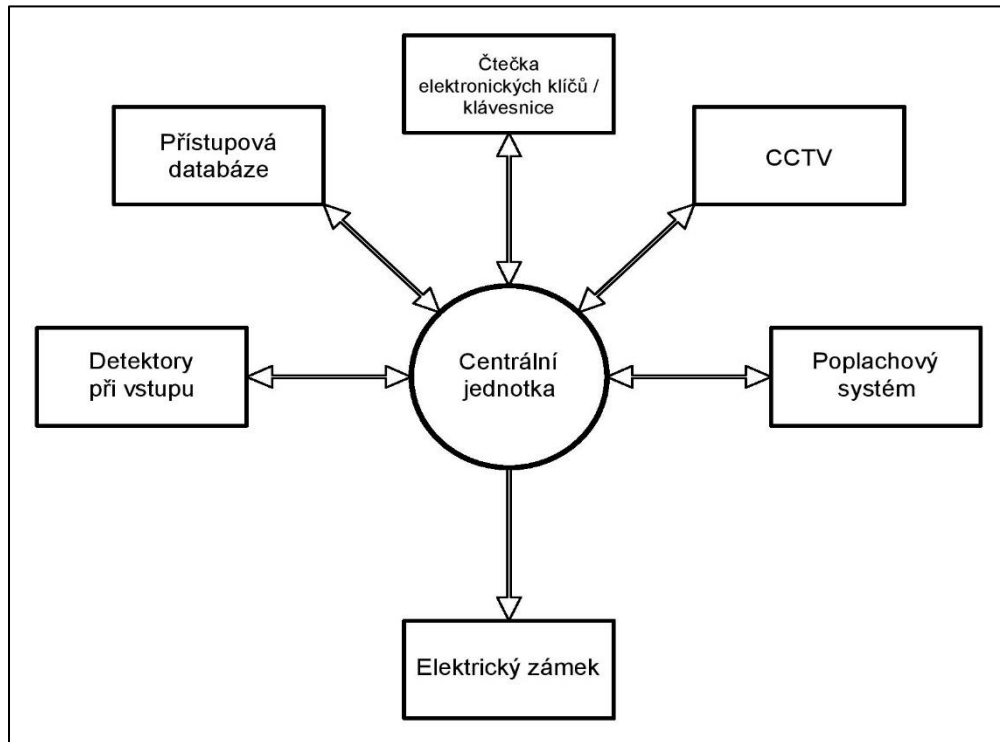 Čtečka
elektronických klíčů /
klávesnice
Přístupová
databáze
CCTV
Detektory
při vstupu
Centrální
jednotka
Poplachový
systém
Elektrický zámek